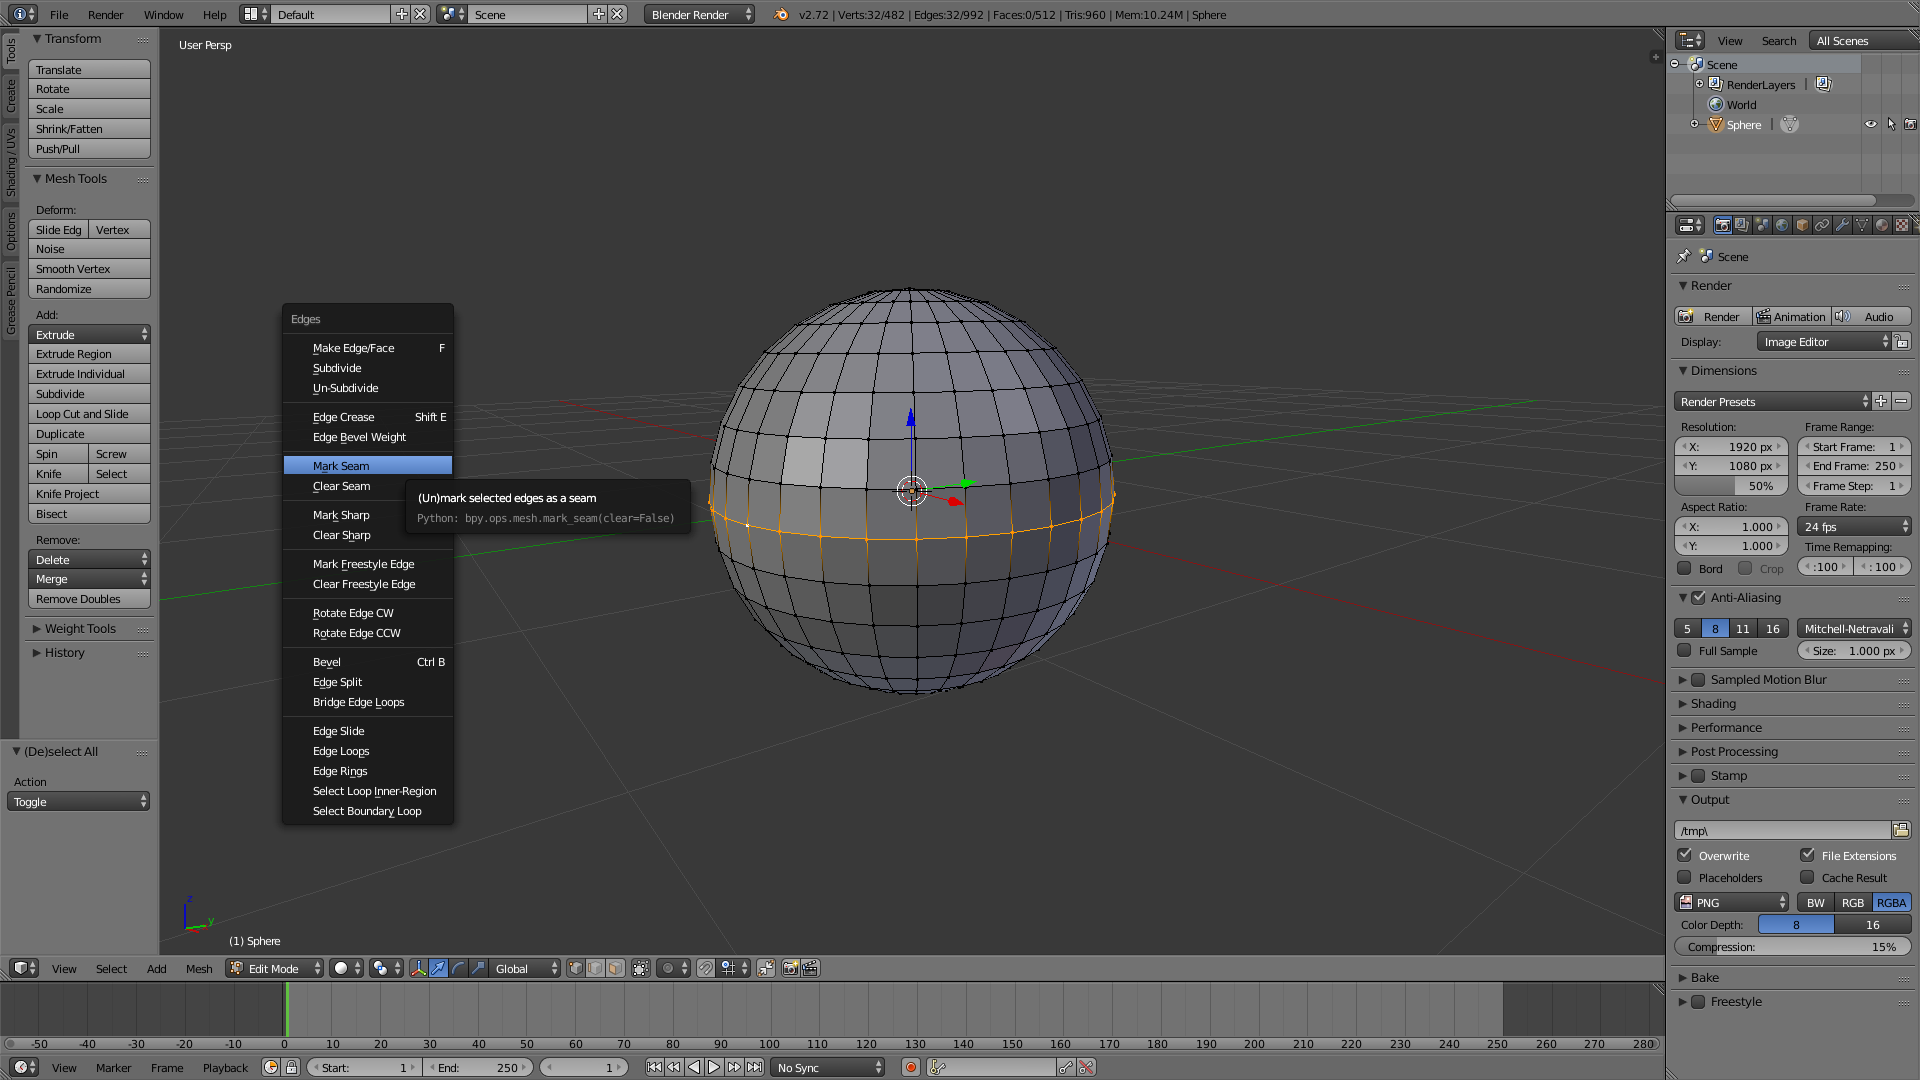 File Render Window Help Default Scene Blender Render v2.72 | Verts:32/482 | Edges:32/992 | Faces:0/512 | Tris:960 | Mem:10.24M | Sphere
Tools
Create
Shading / UVs
Options
Grease Pencil
Transform
Translate
Rotate
Scale
Shrink/Fatten
Push/Pull
Mesh Tools
Deform:
Slide Edg Vertex
Noise
Smooth Vertex
Randomize
Add:
Extrude
Extrude Region
Extrude Individual
Subdivide
Loop Cut and Slide
Duplicate
Spin Screw
Knife Select
Knife Project
Bisect
Remove:
Delete
Merge
Remove Doubles
Weight Tools
History
(De)select All
Action
Toggle
User Persp
Edges
Make Edge/Face F
Subdivide
Un-Subdivide
Edge Crease Shift E
Edge Bevel Weight
Mark Seam
Clear Seam
Mark Sharp
Clear Sharp
Mark Freestyle Edge
Clear Freestyle Edge
Rotate Edge CW
Rotate Edge CCW
Bevel Ctrl B
Edge Split
Bridge Edge Loops
Edge Slide
Edge Loops
Edge Rings
Select Loop Inner-Region
Select Boundary Loop
(Un)mark selected edges as a seam
Python: bpy.ops.mesh.mark_seam(clear=False)
z
y
(1) Sphere
View Select Add Mesh Edit Mode Global
-50 -40 -30 -20 -10 0 10 20 30 40 50 60 70 80 90 100 110 120 130 140 150 160 170 180 190 200 210 220 230 240 250 260 270 280
View Marker Frame Playback Start: 1 End: 250 1 No Sync
View Search All Scenes
Scene
RenderLayers |
World
Sphere |
Scene
Render
Render Animation Audio
Display: Image Editor
Dimensions
Render Presets
Resolution: Frame Range:
X: 1920 px Start Frame: 1
Y: 1080 px End Frame: 250
50% Frame Step: 1
Aspect Ratio: Frame Rate:
X: 1.000 24 fps
Y: 1.000 Time Remapping:
Bord Crop :100 : 100
Anti-Aliasing
5 8 11 16 Mitchell-Netravali
Full Sample Size: 1.000 px
Sampled Motion Blur
Shading
Performance
Post Processing
Stamp
Output
/tmp\
Overwrite File Extensions
Placeholders Cache Result
PNG BW RGB RGBA
Color Depth: 8 16
Compression: 15%
Bake
Freestyle